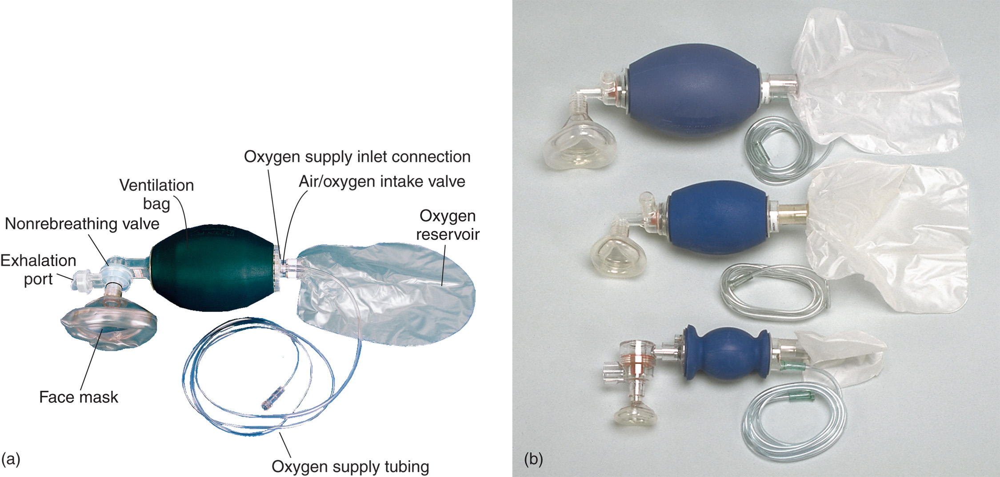 Oxygen supply inlet connection
Air/oxygen intake valve
Ventilation
bag
Oxygen
reservoir
Nonrebreathing valve
Exhalation
port
Face mask
Oxygen supply tubing
(a)
(b)